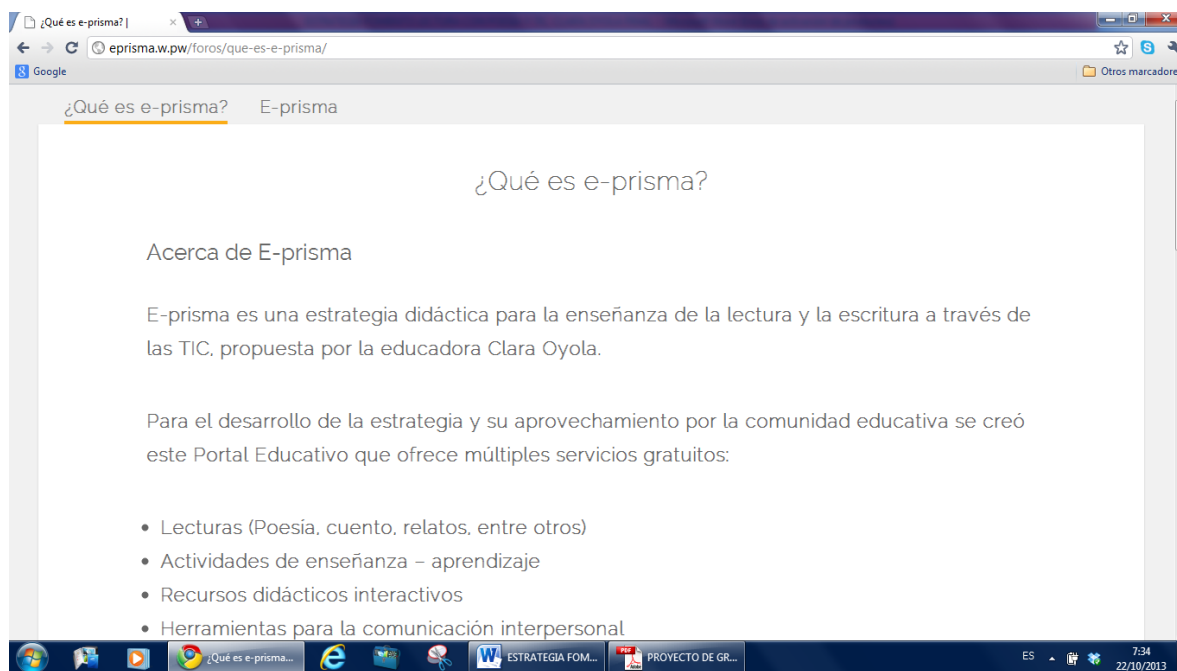 ¿Qué es e-prisma? |
eprisma.w.pw/foros/que-es-e-prisma/
Google
Otros marcadore
¿Qué es e-prisma? E-prisma
¿Qué es e-prisma?
Acerca de E-prisma
E-prisma es una estrategia didáctica para la enseñanza de la lectura y la escritura a través de
las TIC, propuesta por la educadora Clara Oyola.
Para el desarrollo de la estrategia y su aprovechamiento por la comunidad educativa se creó
este Portal Educativo que ofrece múltiples servicios gratuitos:
• Lecturas (Poesía, cuento, relatos, entre otros)
• Actividades de enseñanza – aprendizaje
• Recursos didácticos interactivos
• Herramientas para la comunicación interpersonal
¿Qué es e-prisma... ESTRATEGIA FOM... PROYECTO DE GR... ES 7:34
22/10/2013